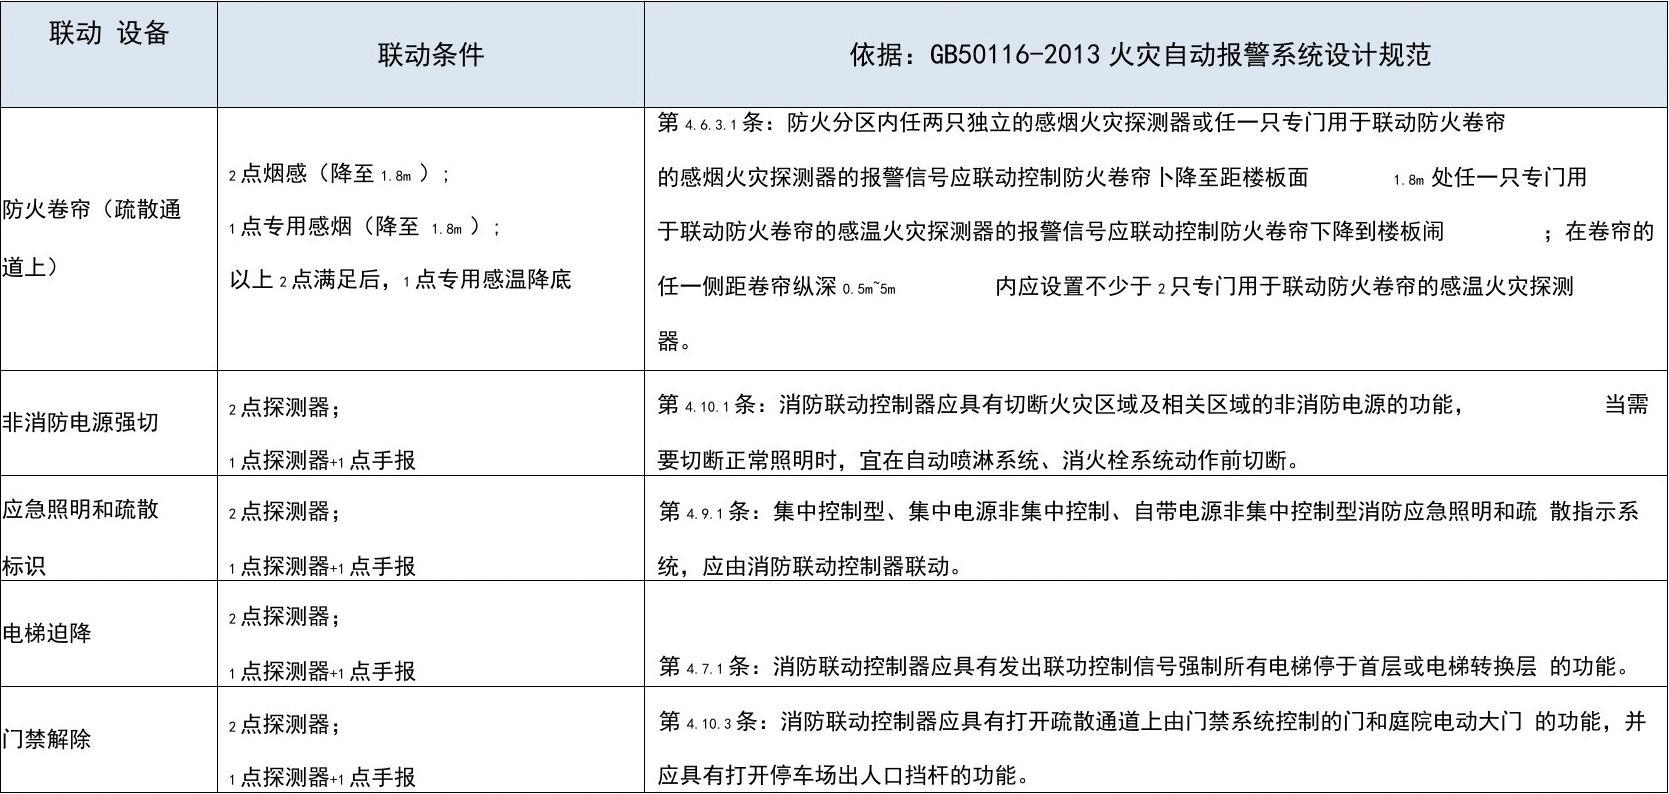 联动 设备
联动条件
依据：GB50116-2013火灾自动报警系统设计规范
防火卷帘（疏散通
道上）
2点烟感（降至1.8m）;
1点专用感烟（降至 1.8m）;
以上2点满足后，1点专用感温降底
第4.6.3.1条：防火分区内任两只独立的感烟火灾探测器或任一只专门用于联动防火卷帘
的感烟火灾探测器的报警信号应联动控制防火卷帘卜降至距楼板面 1.8m处任一只专门用
于联动防火卷帘的感温火灾探测器的报警信号应联动控制防火卷帘下降到楼板闹 ；在卷帘的
任一侧距卷帘纵深0.5m~5m 内应设置不少于2只专门用于联动防火卷帘的感温火灾探测
器。
非消防电源强切
2点探测器；
1点探测器+1点手报
第4.10.1条：消防联动控制器应具有切断火灾区域及相关区域的非消防电源的功能， 当需
要切断正常照明时，宜在自动喷淋系统、消火栓系统动作前切断。
应急照明和疏散
标识
2点探测器；
1点探测器+1点手报
第4.9.1条：集中控制型、集中电源非集中控制、自带电源非集中控制型消防应急照明和疏 散指示系
统，应由消防联动控制器联动。
电梯迫降
2点探测器；
1点探测器+1点手报
第4.7.1条：消防联动控制器应具有发出联功控制信号强制所有电梯停于首层或电梯转换层 的功能。
门禁解除
2点探测器；
1点探测器+1点手报
第4.10.3条：消防联动控制器应具有打开疏散通道上由门禁系统控制的门和庭院电动大门 的功能，并
应具有打开停车场出人口挡杆的功能。